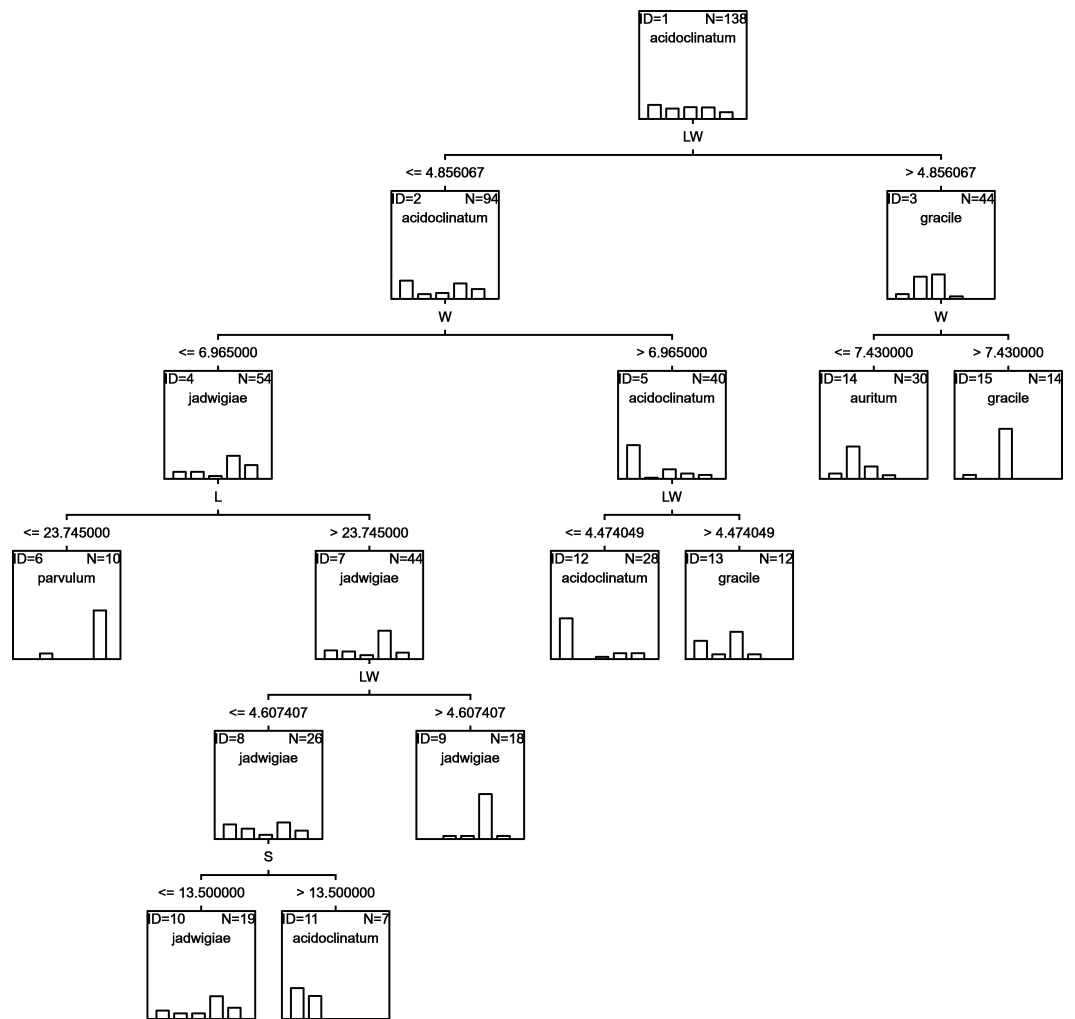 ID=1 N=138
acidoclinatum
LW
<= 4.856067 > 4.856067
ID=2 N=94 ID=3 N=44
acidoclinatum gracile
W W
<= 6.965000 > 6.965000 <= 7.430000 > 7.430000
ID=4 N=54 ID=5 N=40 ID=14 N=30 ID=15 N=14
jadwigiae acidoclinatum auritum gracile
L LW
<= 23.745000 > 23.745000 <= 4.474049 > 4.474049
ID=6 N=10 ID=7 N=44 ID=12 N=28 ID=13 N=12
parvulum jadwigiae acidoclinatum gracile
LW
<= 4.607407 > 4.607407
ID=8 N=26 ID=9 N=18
jadwigiae jadwigiae
S
<= 13.500000 > 13.500000
ID=10 N=19 ID=11 N=7
jadwigiae acidoclinatum